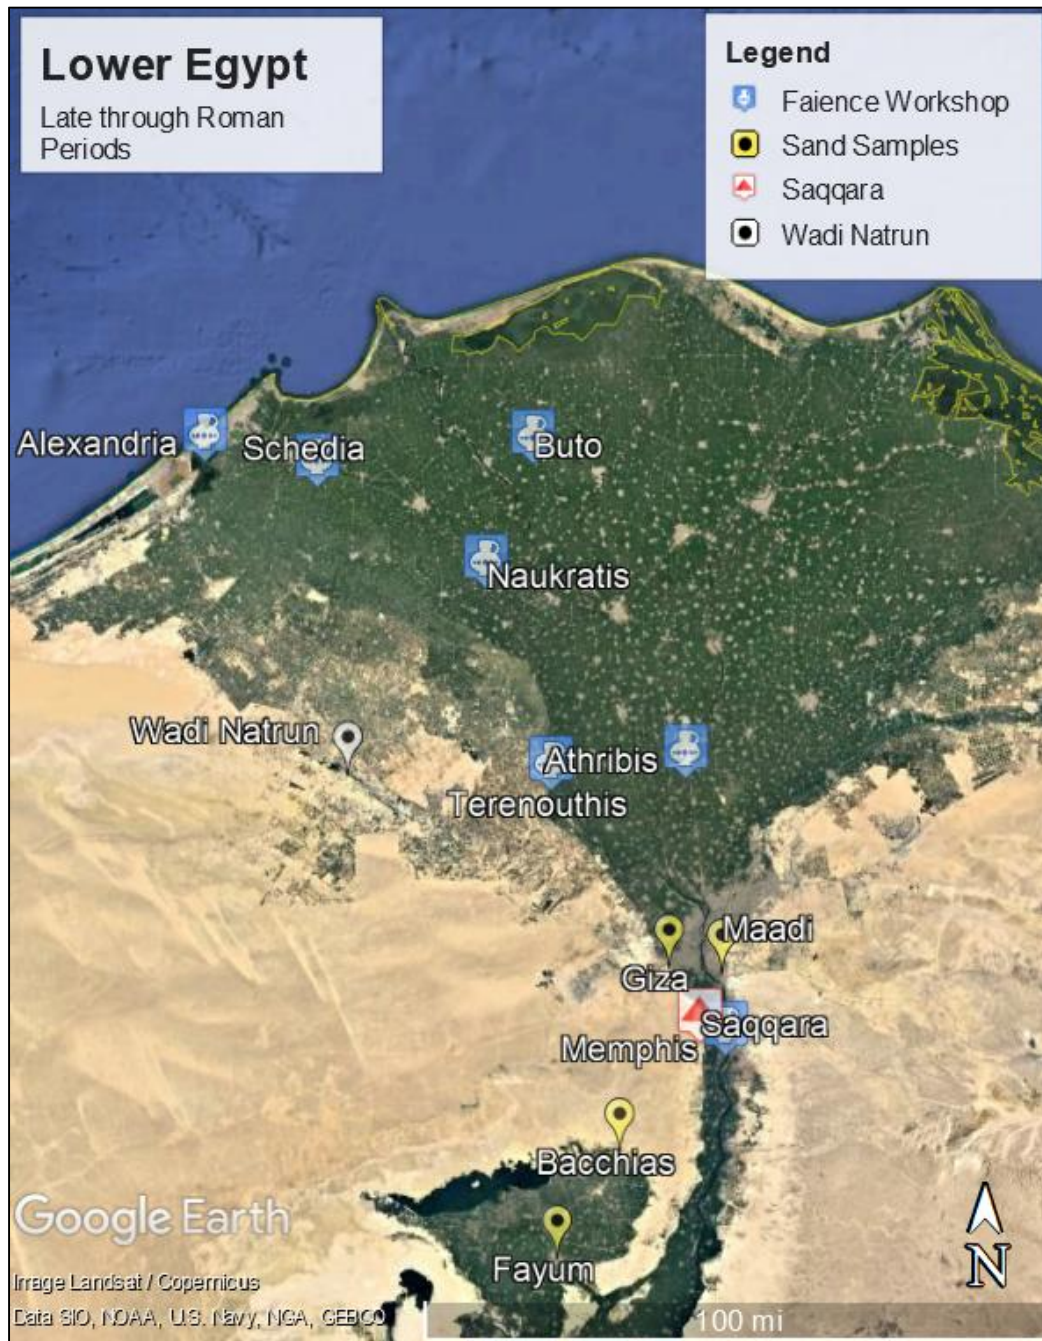 Lower Egypt
Late through Roman
Periods
Legend
Faience Workshop
Sand Samples
Saqqara
Wadi Natrun
Alexandria
Schedia
Buto
Naukratis
Wadi Natrun
Athribis
Terenouthis
Maadi
Giza
Saqqara
Memphis
Bacchias
Fayum
Google Earth
N
Image Landsat / Copernicus
Data SIO, NOAA, U.S. Navy, NGA, GEBCO
100 mi